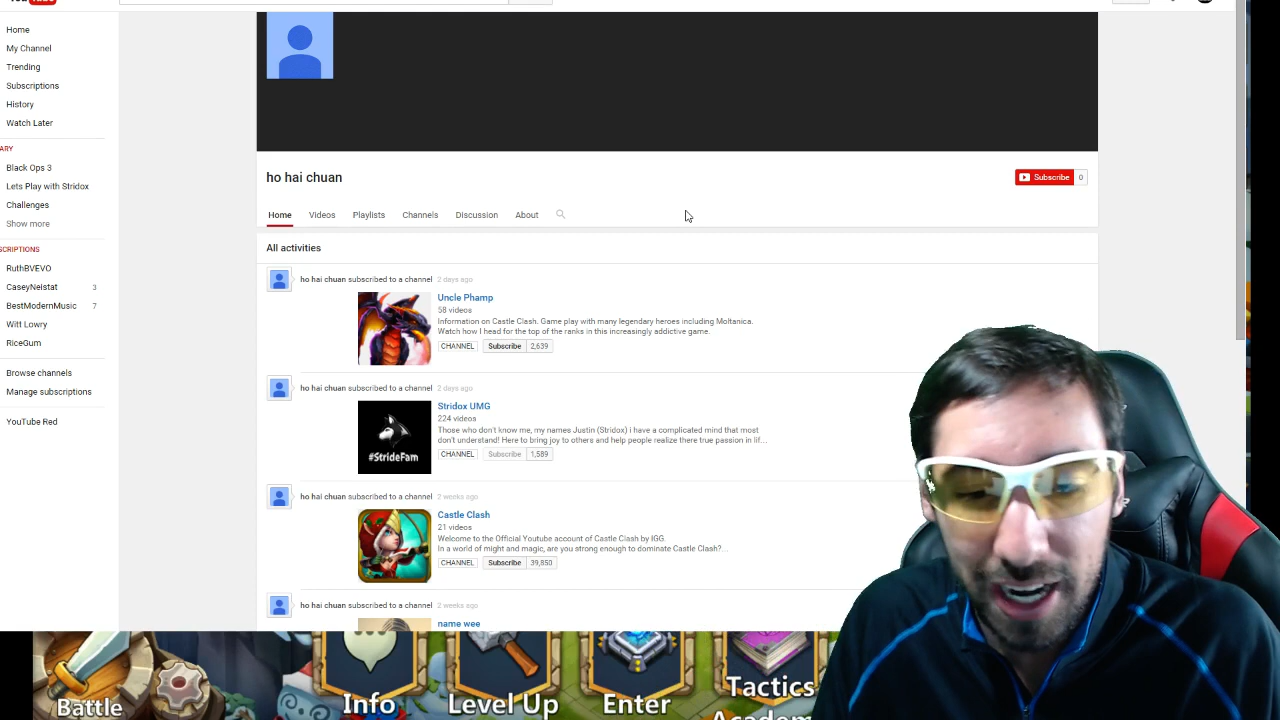 Home
My Channel
Trending
Subscriptions
History
Watch Later
ARY
Black Ops 3
Lets Play with Stridox
Challenges
Show more
SCRIPTIONS
RuthBVEVO
CaseyNeistat 3
BestModernMusic 7
Witt Lowry
RiceGum
Browse channels
Manage subscriptions
YouTube Red
ho hai chuan
Subscribe 0
Home Videos Playlists Channels Discussion About
All activities
ho hai chuan subscribed to a channel 2 days ago
Uncle Phamp
58 videos
Information on Castle Clash. Game play with many legendary heroes including Moltanica.
Watch how I head for the top of the ranks in this increasingly addictive game.
CHANNEL Subscribe 2,639
ho hai chuan subscribed to a channel 2 days ago
#StrideFam
Stridox UMG
224 videos
Those who don't know me, my names Justin (Stridox) i have a complicated mind that most
don't understand! Here to bring joy to others and help people realize there true passion in lif...
CHANNEL Subscribe 1,589
ho hai chuan subscribed to a channel 2 weeks ago
Castle Clash
21 videos
Welcome to the Official Youtube account of Castle Clash by IGG.
In a world of might and magic, are you strong enough to dominate Castle Clash?...
CHANNEL Subscribe 39,850
ho hai chuan subscribed to a channel 2 weeks ago
name wee
Battle
Info
Level Up
Enter
Tactics
Academ